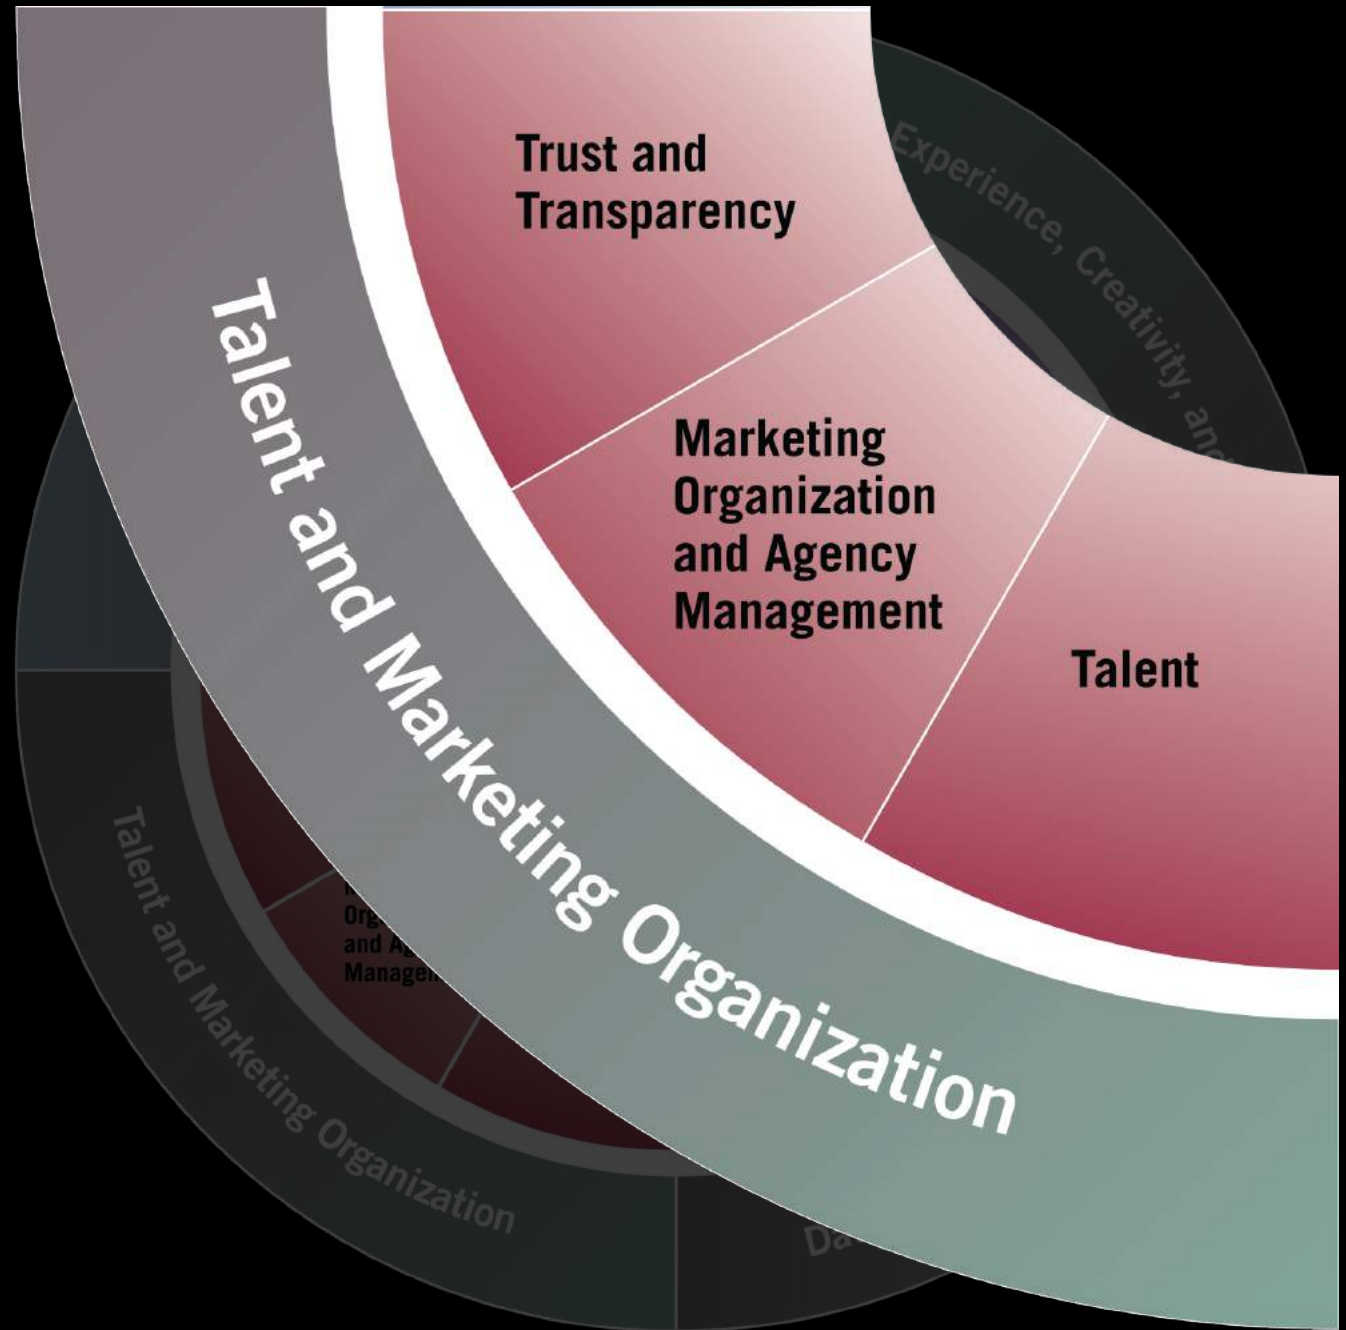 Trust and
Transparency
Marketing
Organization
and Agency
Management
Talent
Talent and Marketing Organization
Experience, Creativity, and
Talent and Marketing Organization
and